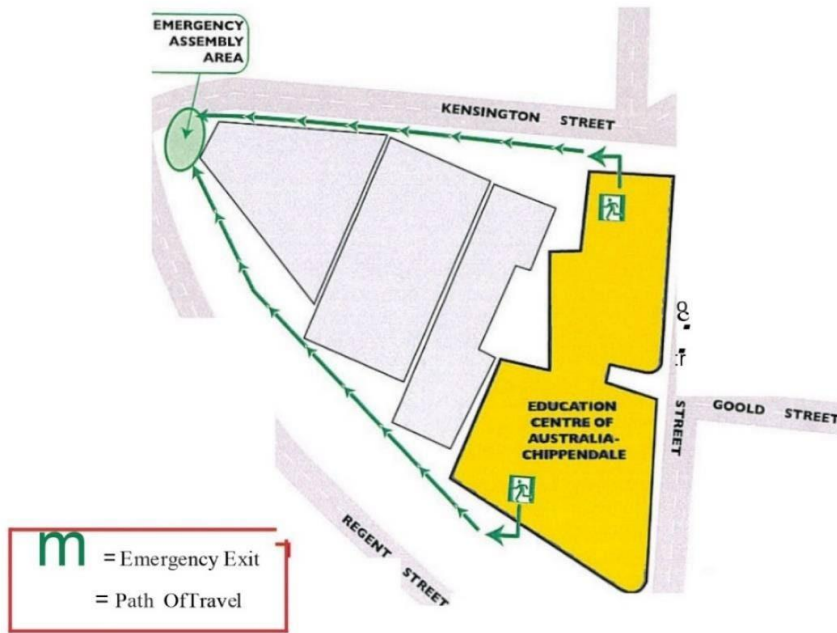 EMERGENCY
ASSEMBLY
AREA
KENSINGTON STREET
EDUCATION
CENTRE OF
AUSTRALIA-
CHIPPENDALE
STREET
GOOLD STREET
REGENT STREET
m = Emergency Exit
= Path OfTravel